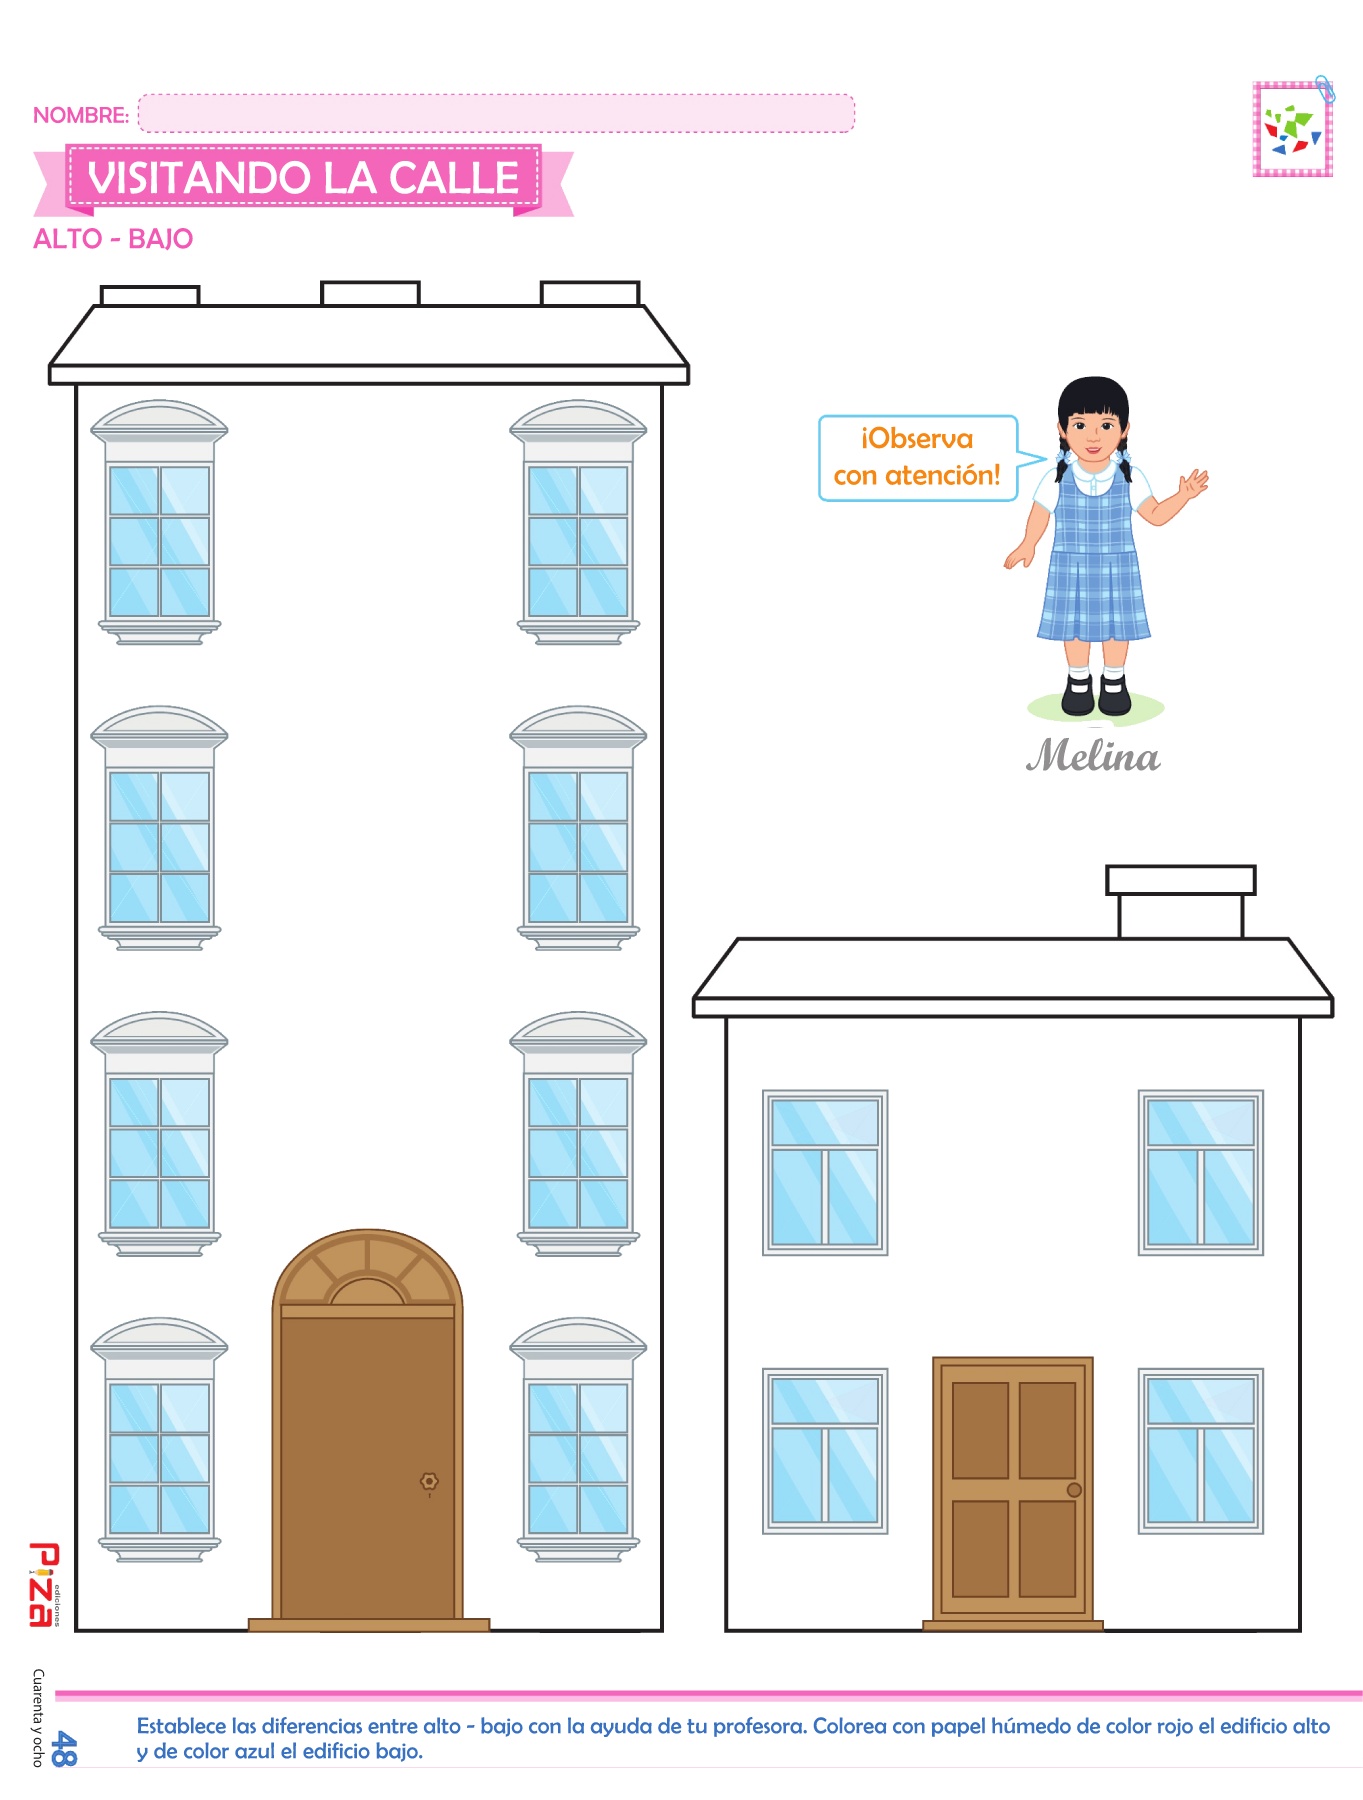 NOMBRE:
VISITANDO LA CALLE
ALTO - BAJO
¡Observa
con atención!
Melina
Piza
ediciones
Cuarenta y ocho
48
Establece las diferencias entre alto - bajo con la ayuda de tu profesora. Colorea con papel húmedo de color rojo el edificio alto
y de color azul el edificio bajo.